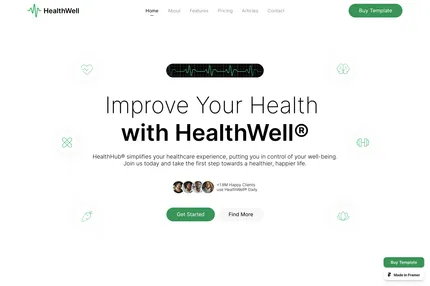 HealthWell
Home About Features Pricing Articles Contact
Buy Template
Improve Your Health
with HealthWell®
HealthHub® simplifies your healthcare experience, putting you in control of your well-being.
Join us today and take the first step towards a healthier, happier life.
+1.9M Happy Clients
use HealthWell® Daily
Get Started Find More
Buy Template
Made in Framer